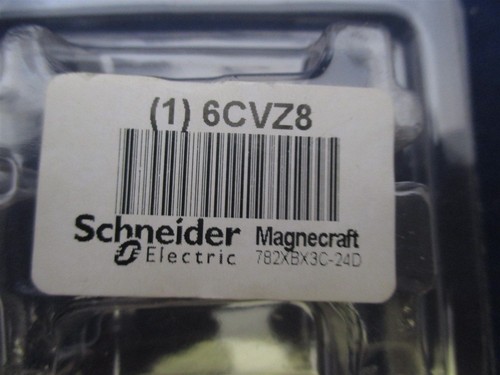 (1) 6CVZ8
Schneider Magnecraft
Electric 782XBX3C-24D